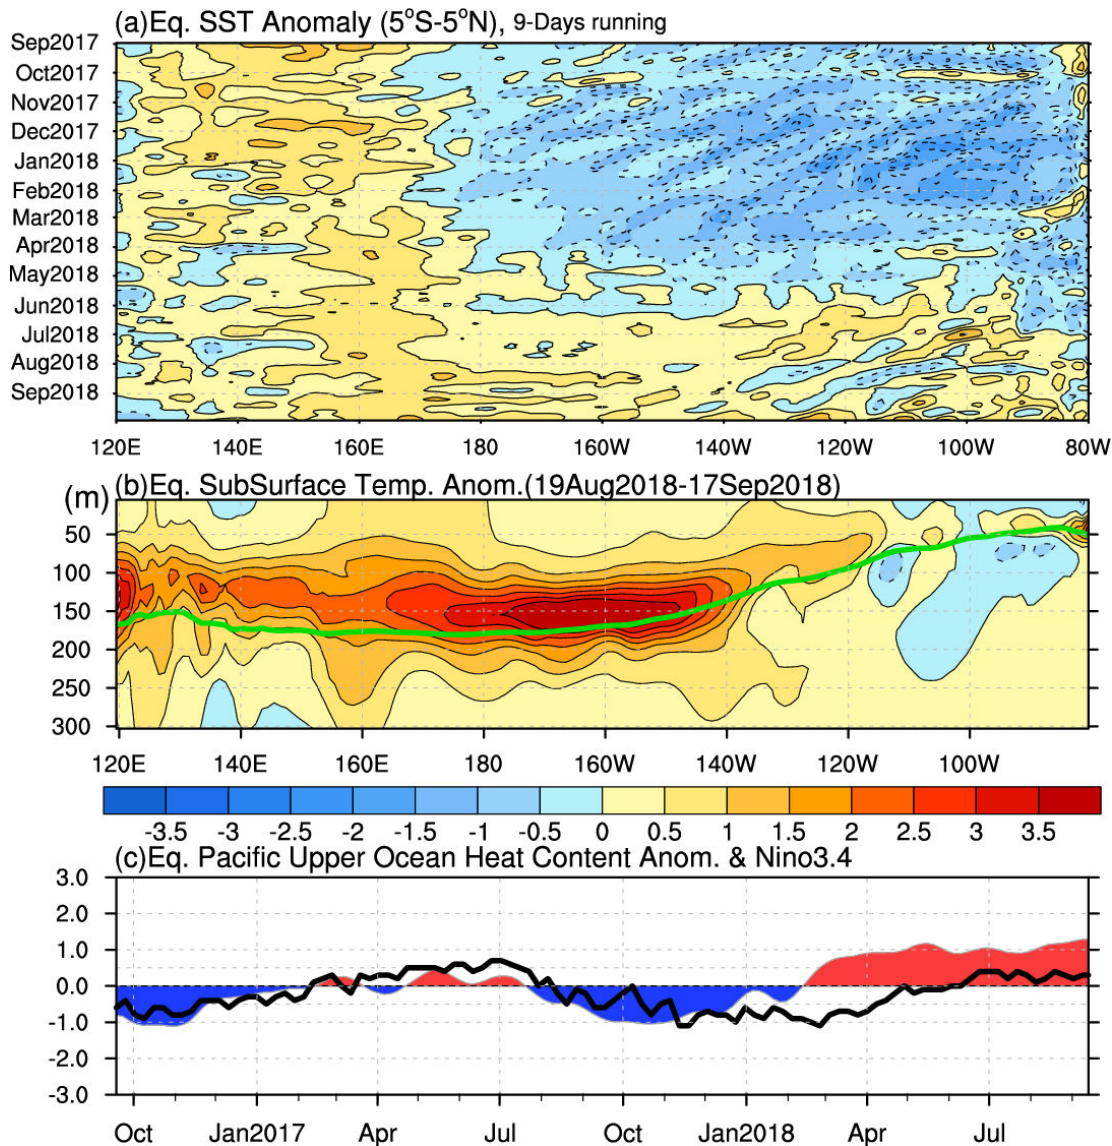 (a)Eq. SST Anomaly (5°S-5°N), 9-Days running
Sep2017
Oct2017
Nov2017
Dec2017
Jan2018
Feb2018
Mar2018
Apr2018
May2018
Jun2018
Jul2018
Aug2018
Sep2018
120E 140E 160E 180 160W 140W 120W 100W 80W
(m) (b)Eq. SubSurface Temp. Anom.(19Aug2018-17Sep2018)
50
100
150
200
250
300
120E 140E 160E 180 160W 140W 120W 100W
-3.5 -3 -2.5 -2 -1.5 -1 -0.5 0 0.5 1 1.5 2 2.5 3 3.5
(c)Eq. Pacific Upper Ocean Heat Content Anom. & Nino3.4
3.0
2.0
1.0
0.0
-1.0
-2.0
-3.0
Oct Jan2017 Apr Jul Oct Jan2018 Apr Jul